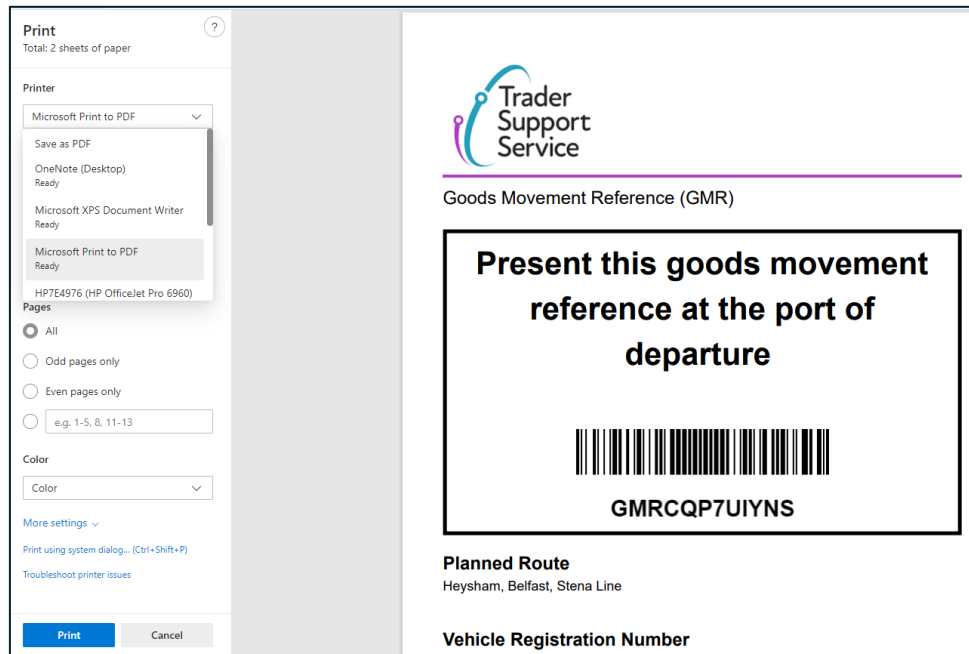 Print
Total: 2 sheets of paper
?
Printer
Microsoft Print to PDF
Save as PDF
OneNote (Desktop)
Ready
Microsoft XPS Document Writer
Ready
Microsoft Print to PDF
Ready
HP7E4976 (HP OfficeJet Pro 6960)
Pages
All
Odd pages only
Even pages only
e.g. 1-5, 8, 11-13
Color
Color
More settings
Print using system dialog... (Ctrl+Shift+P)
Troubleshoot printer issues
Print
Cancel
Trader
Support
Service
Goods Movement Reference (GMR)
Present this goods movement
reference at the port of
departure
GMRCQP7UIYNS
Planned Route
Heysham, Belfast, Stena Line
Vehicle Registration Number